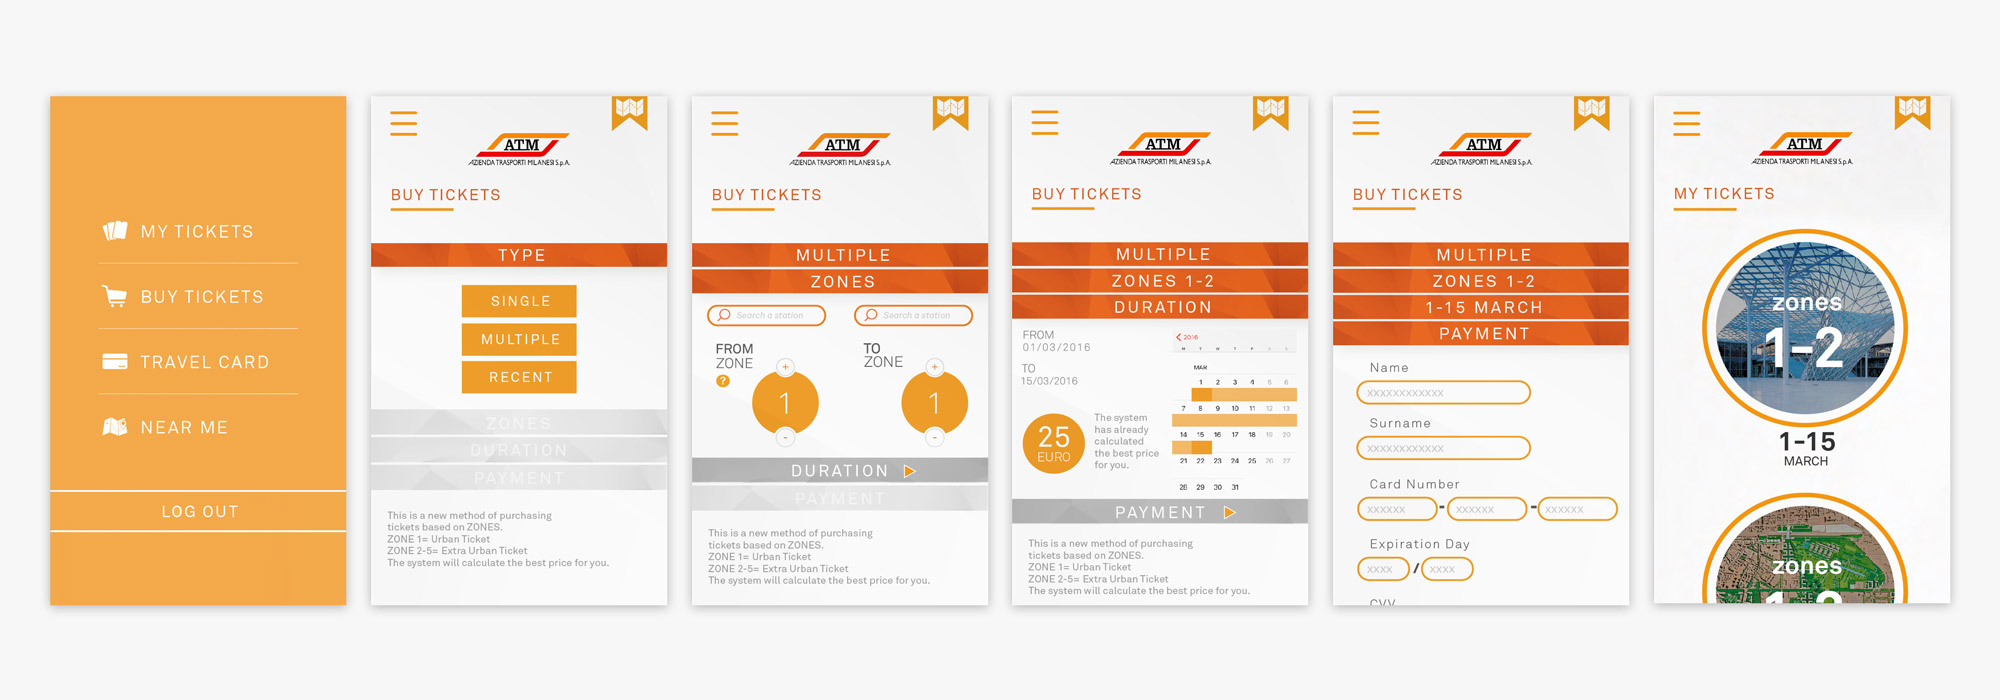 MY TICKETS
BUY TICKETS
TRAVEL CARD
NEAR ME
LOG OUT
ATM
AZIENDA TRASPORTI MILANESI S.p.A.
BUY TICKETS
TYPE
SINGLE
MULTIPLE
RECENT
ZONES
DURATION
PAYMENT
This is a new method of purchasing
tickets based on ZONES.
ZONE 1= Urban Ticket
ZONE 2-5= Extra Urban Ticket
The system will calculate the best price for you.
ATM
AZIENDA TRASPORTI MILANESI S.p.A.
BUY TICKETS
MULTIPLE
ZONES
Search a station
Search a station
FROM
ZONE
?
+
1
-
TO
ZONE
+
1
-
DURATION
PAYMENT
This is a new method of purchasing
tickets based on ZONES.
ZONE 1= Urban Ticket
ZONE 2-5= Extra Urban Ticket
The system will calculate the best price for you.
ATM
AZIENDA TRASPORTI MILANESI S.p.A.
BUY TICKETS
MULTIPLE
ZONES 1-2
DURATION
FROM
01/03/2016
TO
15/03/2016
25
EURO
The system
has already
calculated
the best price
for you.
2016
M T W T F S S
MAR
1 2 3 4 5 6
7 8 9 10 11 12 13
14 15 16 17 18 19 20
21 22 23 24 25 26 27
28 29 30 31
PAYMENT
This is a new method of purchasing
tickets based on ZONES.
ZONE 1= Urban Ticket
ZONE 2-5= Extra Urban Ticket
The system will calculate the best price for you.
ATM
AZIENDA TRASPORTI MILANESI S.p.A.
BUY TICKETS
MULTIPLE
ZONES 1-2
1-15 MARCH
PAYMENT
Name
XXXXXXXXXXXX
Surname
XXXXXXXXXXXX
Card Number
XXXXXX - XXXXXX - XXXXXX
Expiration Day
XXXX / XXXX
CVV
ATM
AZIENDA TRASPORTI MILANESI S.p.A.
MY TICKETS
zones
1-2
1-15
MARCH
zones
1-2